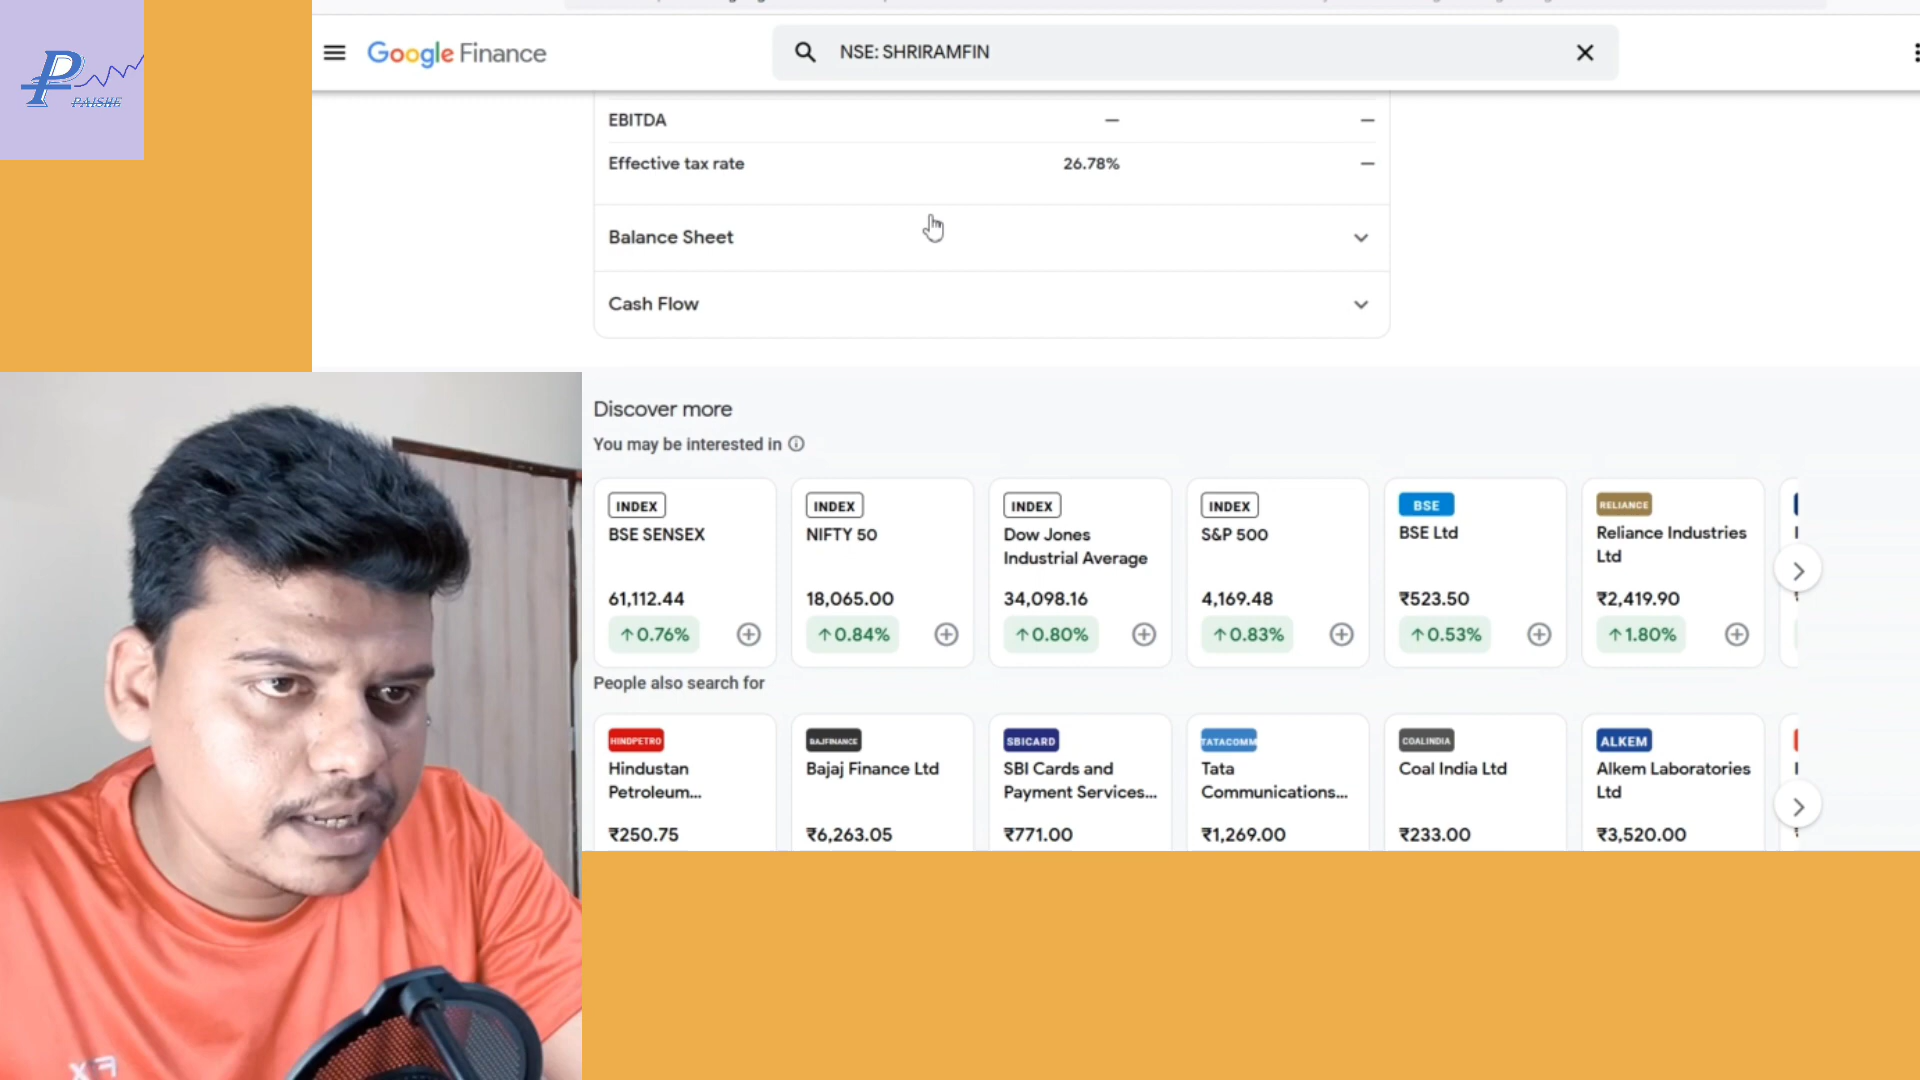 PAISHE
Google Finance
NSE: SHRIRAMFIN
EBITDA — —
Effective tax rate 26.78% —
Balance Sheet
Cash Flow
Discover more
You may be interested in
INDEX
BSE SENSEX
61,112.44
↑ 0.76%
INDEX
NIFTY 50
18,065.00
↑ 0.84%
INDEX
Dow Jones
Industrial Average
34,098.16
↑ 0.80%
INDEX
S&P 500
4,169.48
↑ 0.83%
BSE
BSE Ltd
₹523.50
↑ 0.53%
RELIANCE
Reliance Industries
Ltd
₹2,419.90
↑ 1.80%
People also search for
HINDPETRO
Hindustan
Petroleum...
₹250.75
BAJFINANCE
Bajaj Finance Ltd
₹6,263.05
SBICARD
SBI Cards and
Payment Services...
₹771.00
TATACOMM
Tata
Communications...
₹1,269.00
COALINDIA
Coal India Ltd
₹233.00
ALKEM
Alkem Laboratories
Ltd
₹3,520.00